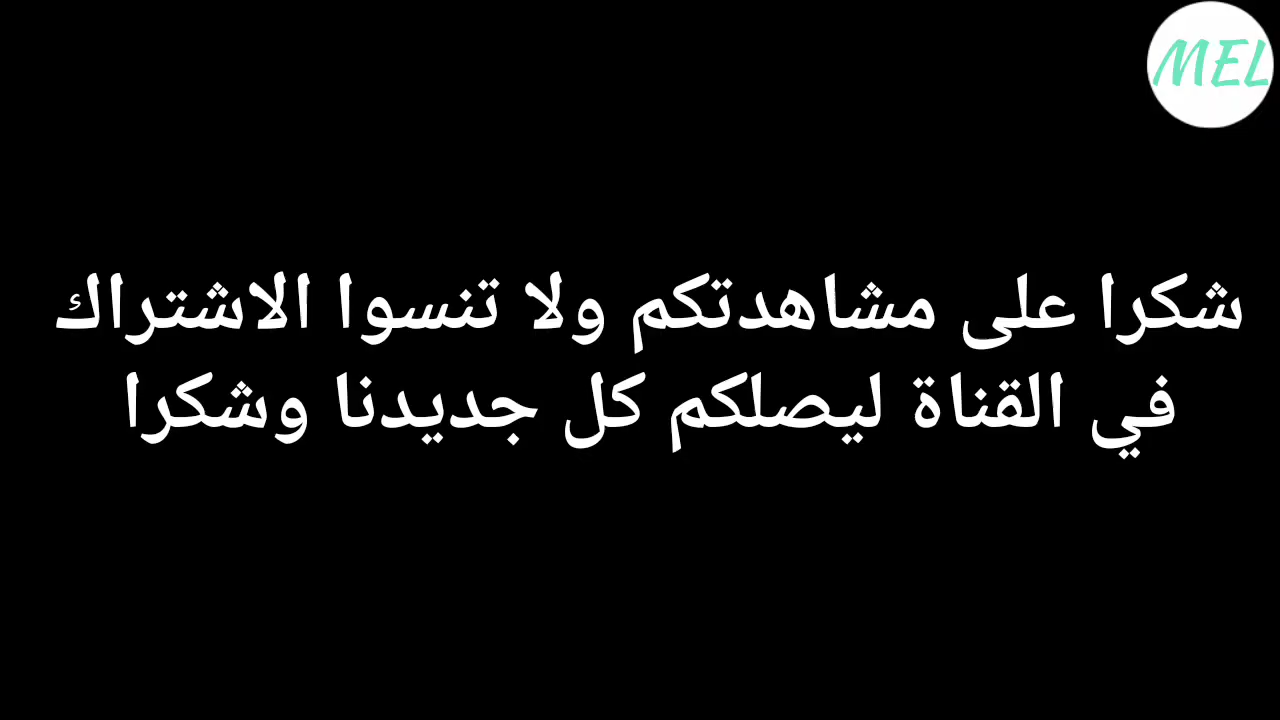 MEL
شكرا على مشاهدتكم ولا تنسوا الاشتراك
في القناة ليصلكم كل جديدنا وشكرا